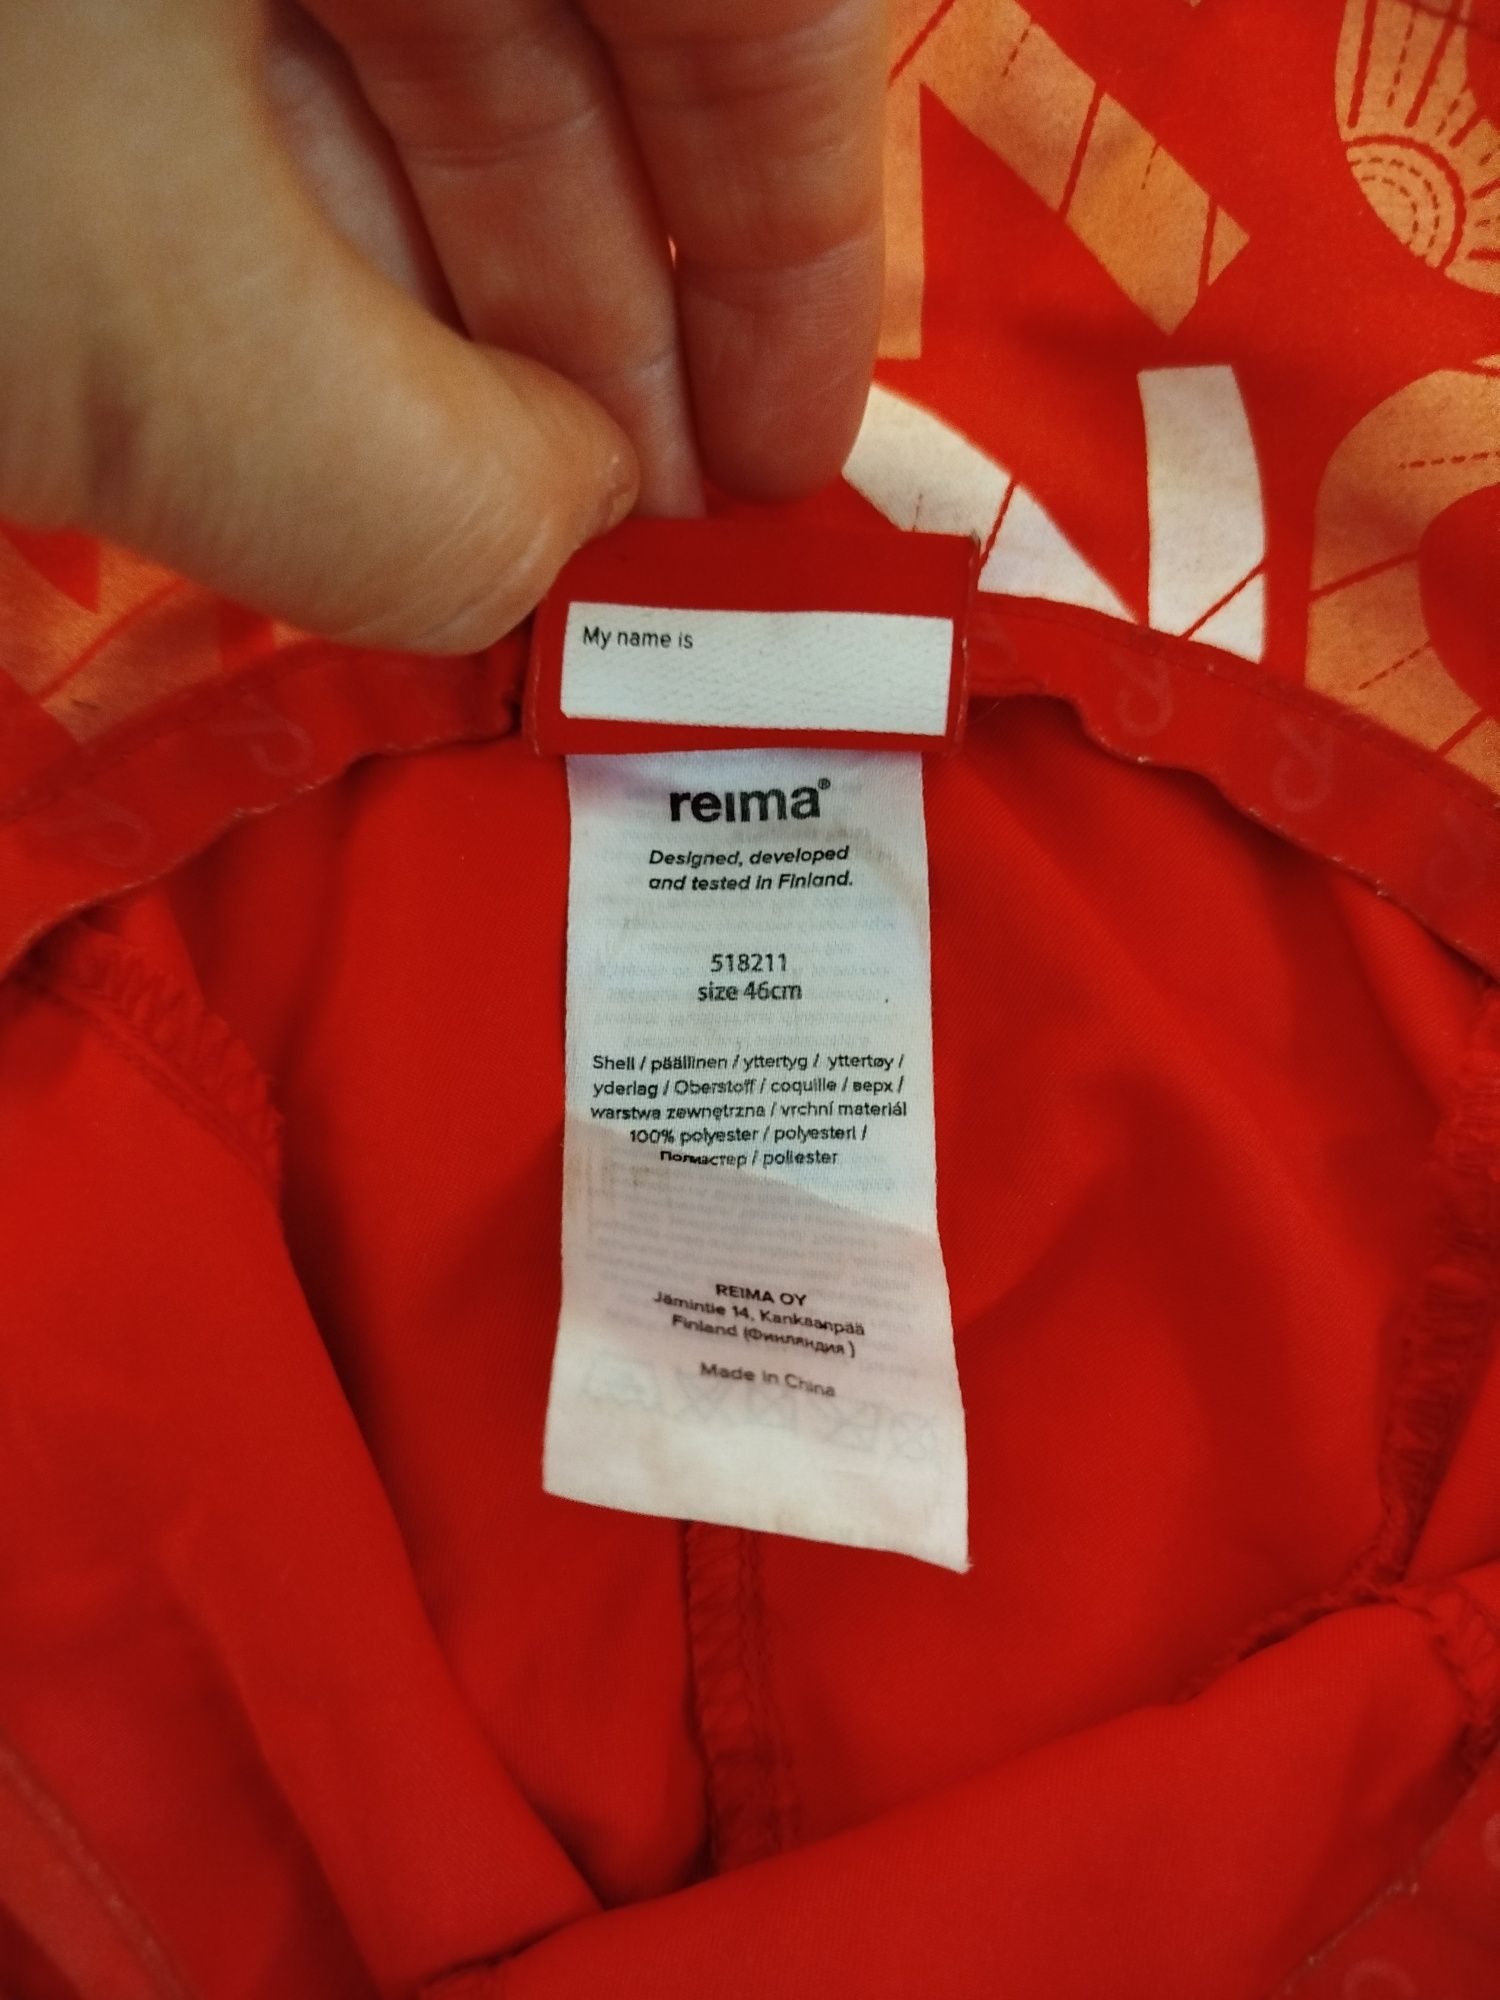 My name is
reima®
Designed, developed
and tested in Finland.
518211
size 46cm
Shell / päällinen / yttertyg / yttertøy /
yderlag / Oberstoff / coquille / верх /
warstwa zewnętrzna / vrchní materiál
100% polyester / polyesteri /
Полиэстер / poliester
REIMA OY
Jämintie 14, Kankaanpää
Finland (Финляндия )
Made in China